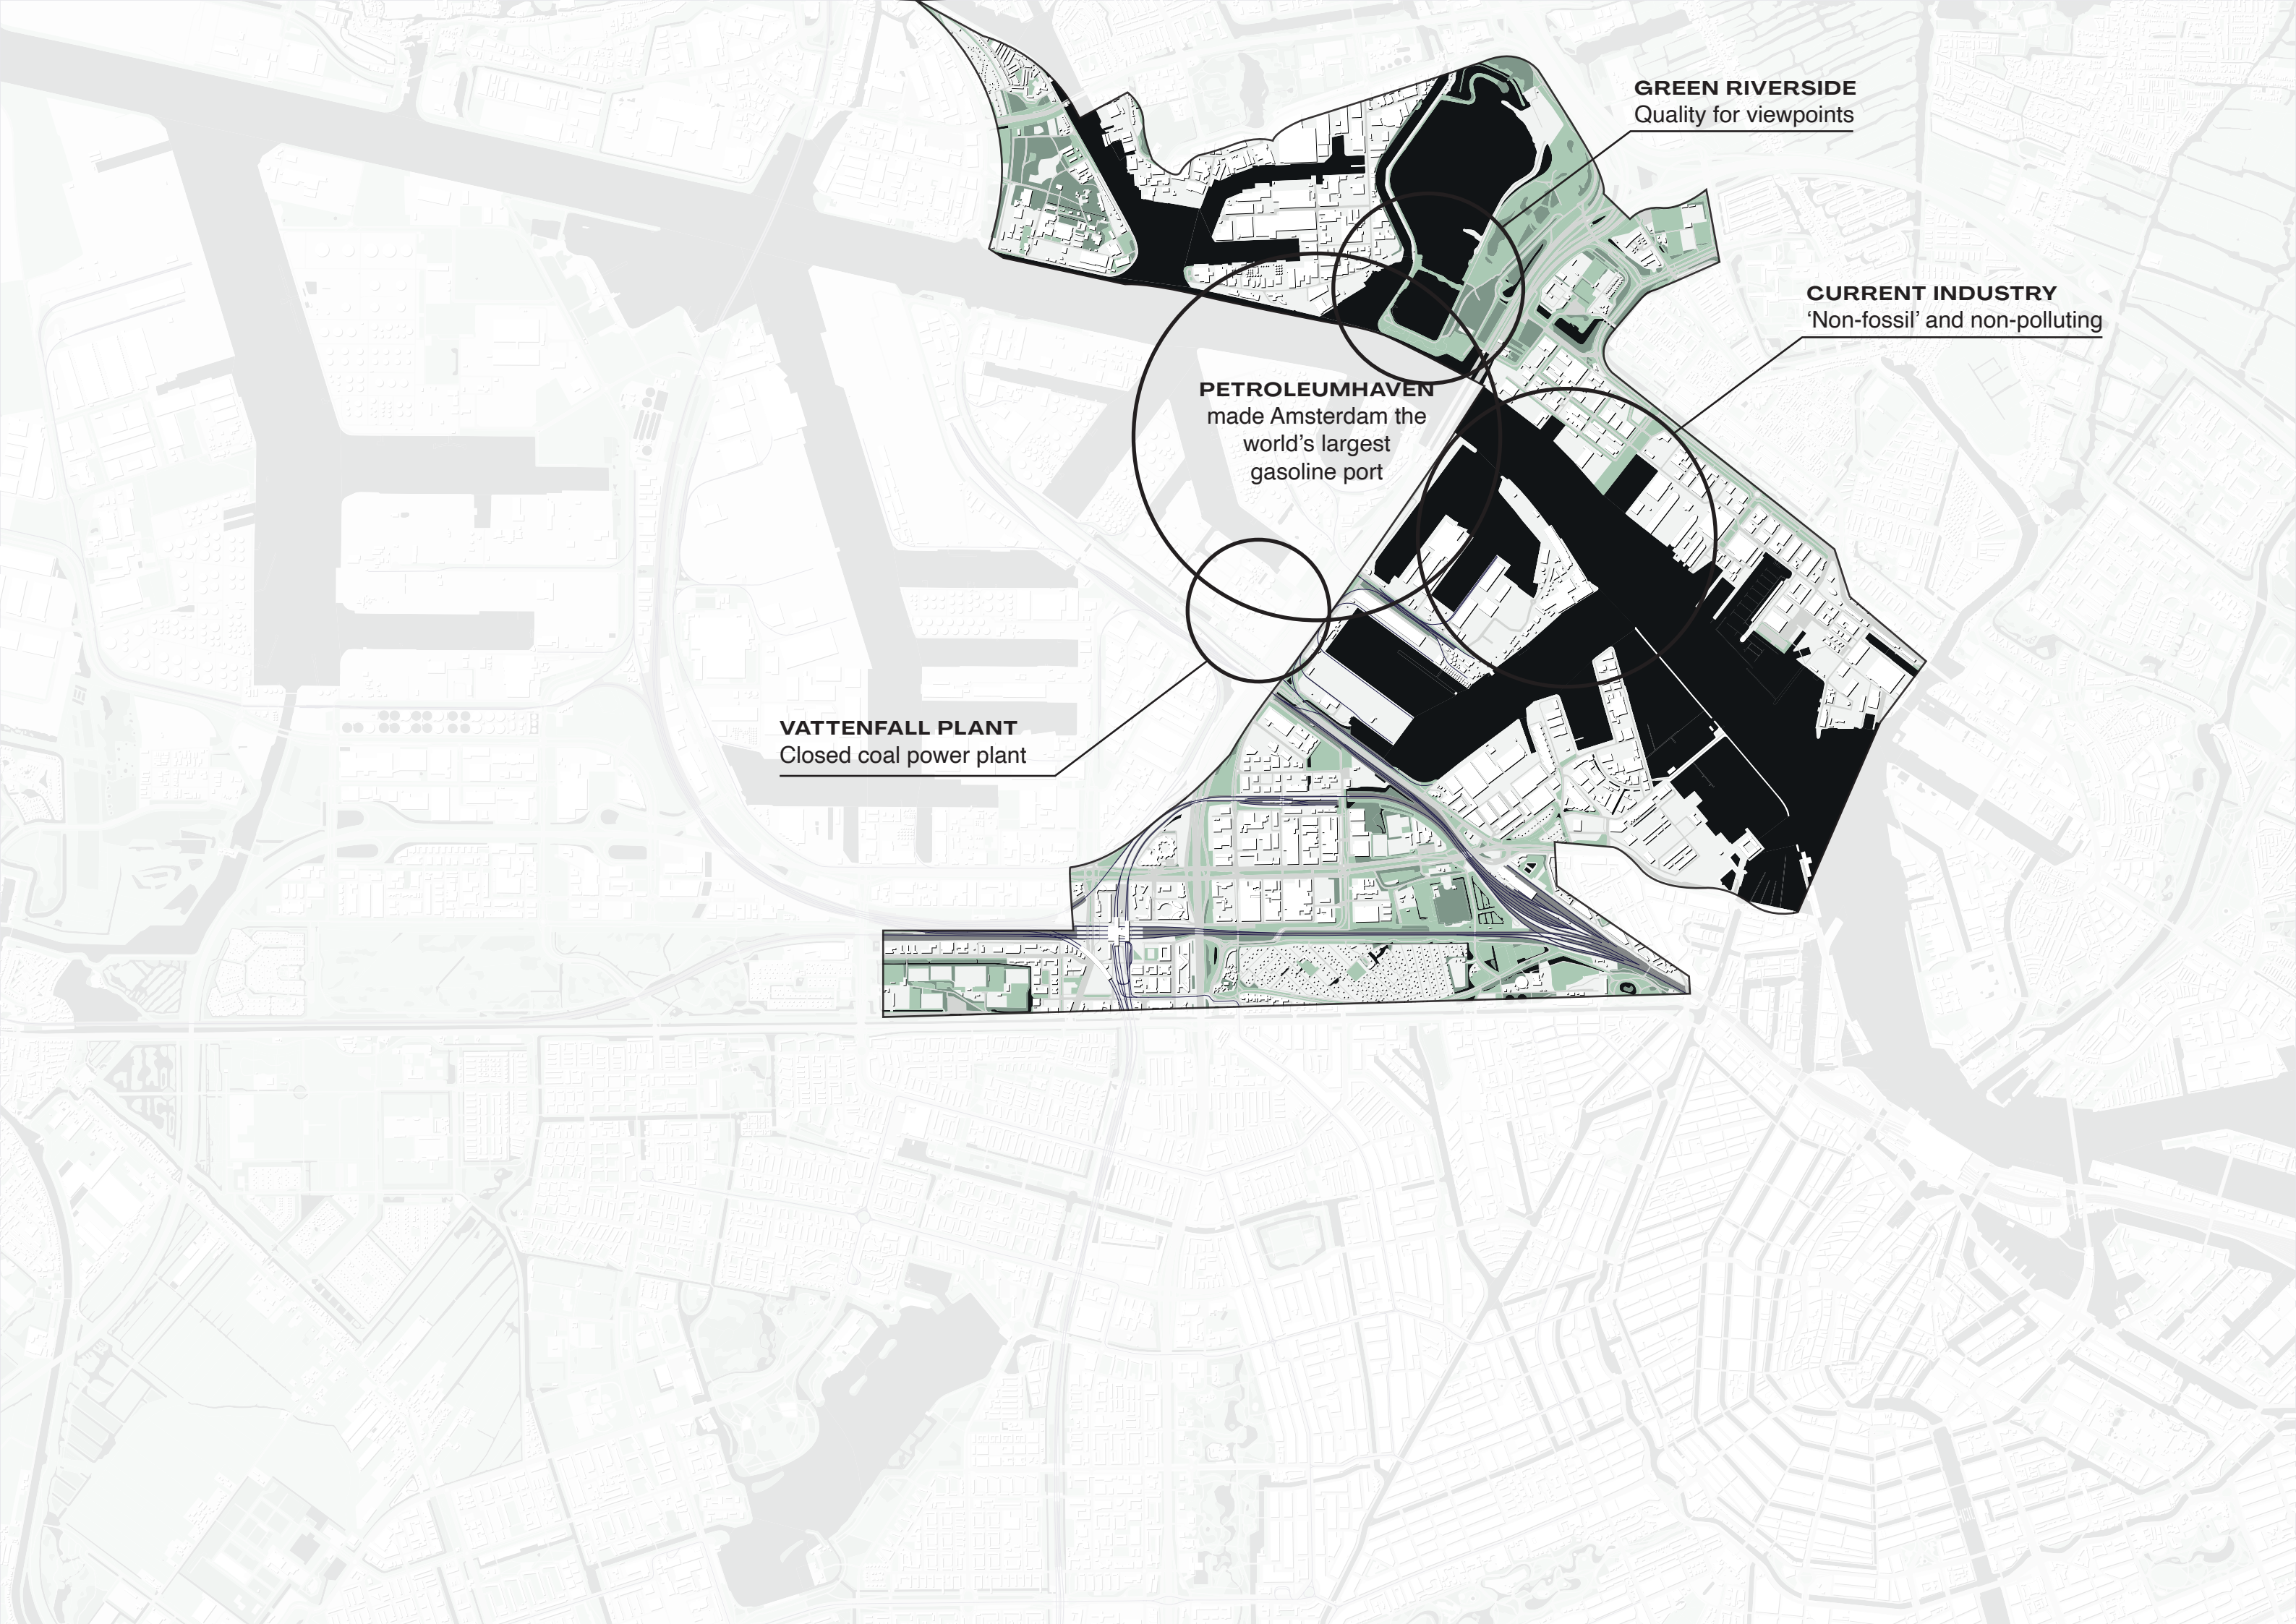 GREEN RIVERSIDE
Quality for viewpoints
CURRENT INDUSTRY
‘Non-fossil’ and non-polluting
PETROLEUMHAVEN
made Amsterdam the
world’s largest
gasoline port
VATTENFALL PLANT
Closed coal power plant